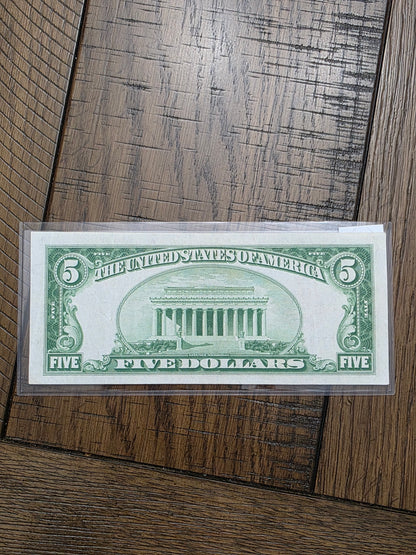 5 THE UNITED STATES OF AMERICA 5
FIVE FIVE DOLLARS FIVE